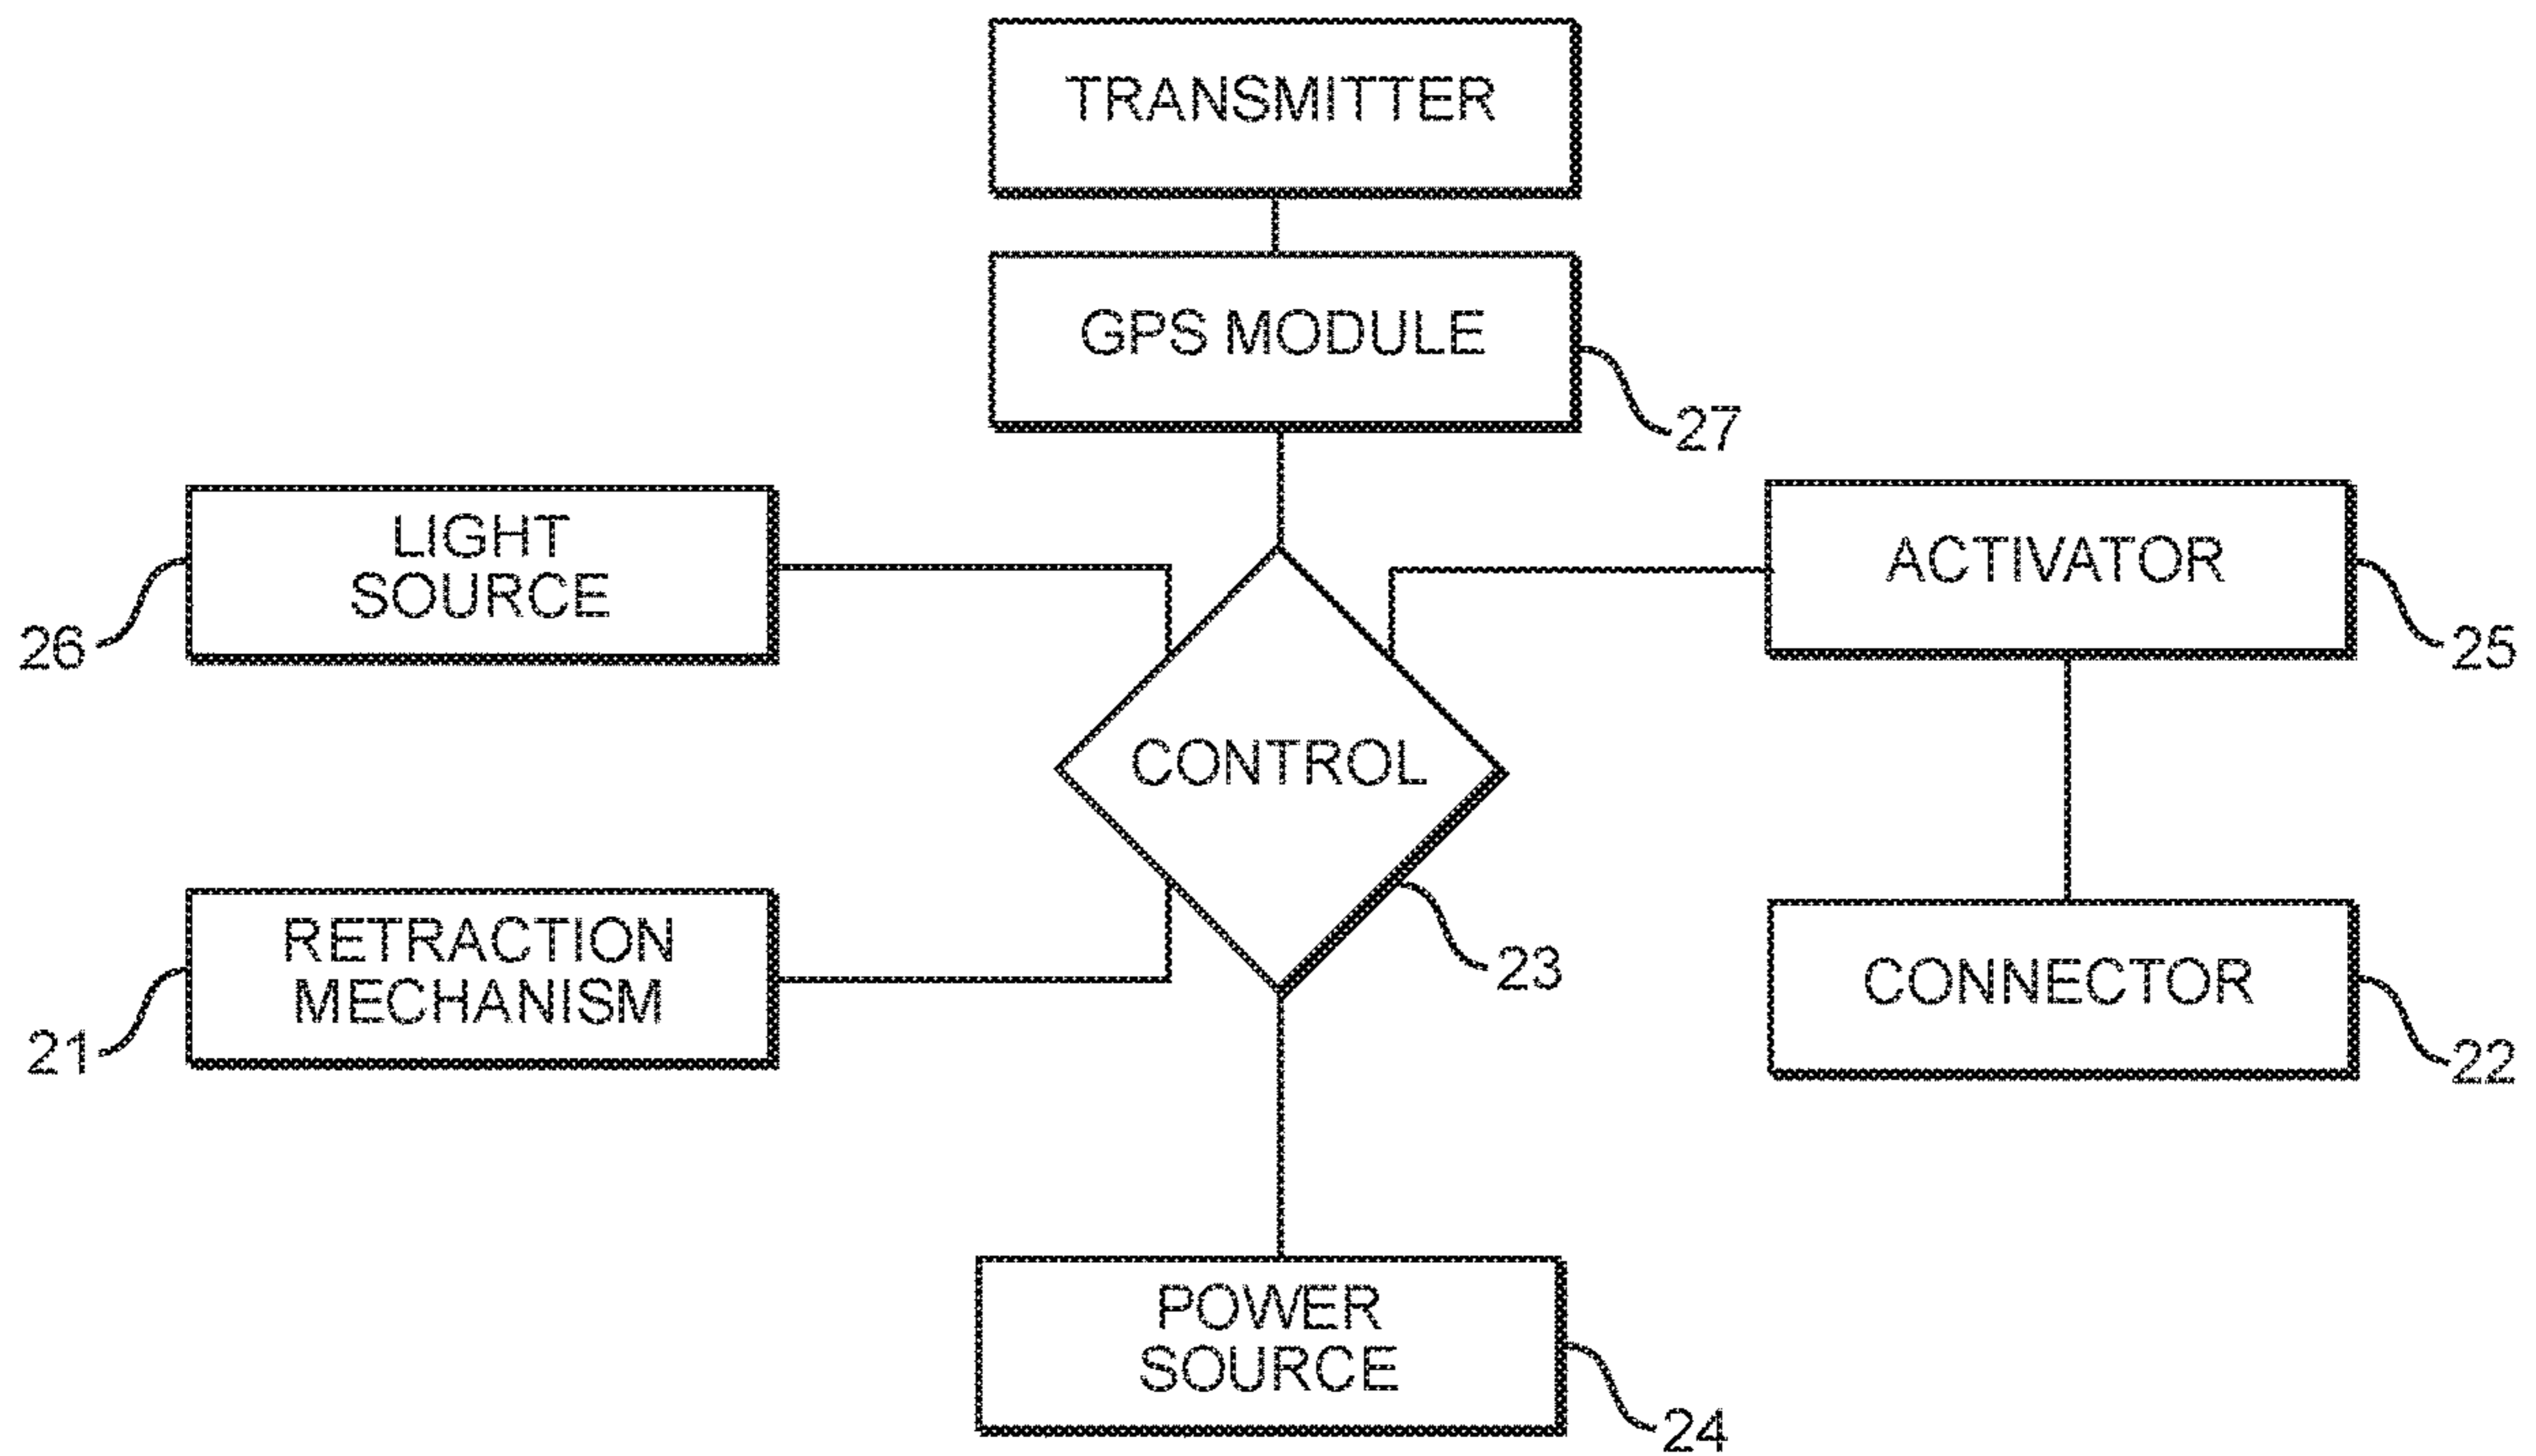 TRANSMITTER
GPS MODULE
27
LIGHT
SOURCE
26
ACTIVATOR
25
CONTROL
23
RETRACTION
MECHANISM
21
CONNECTOR
22
POWER
SOURCE
24